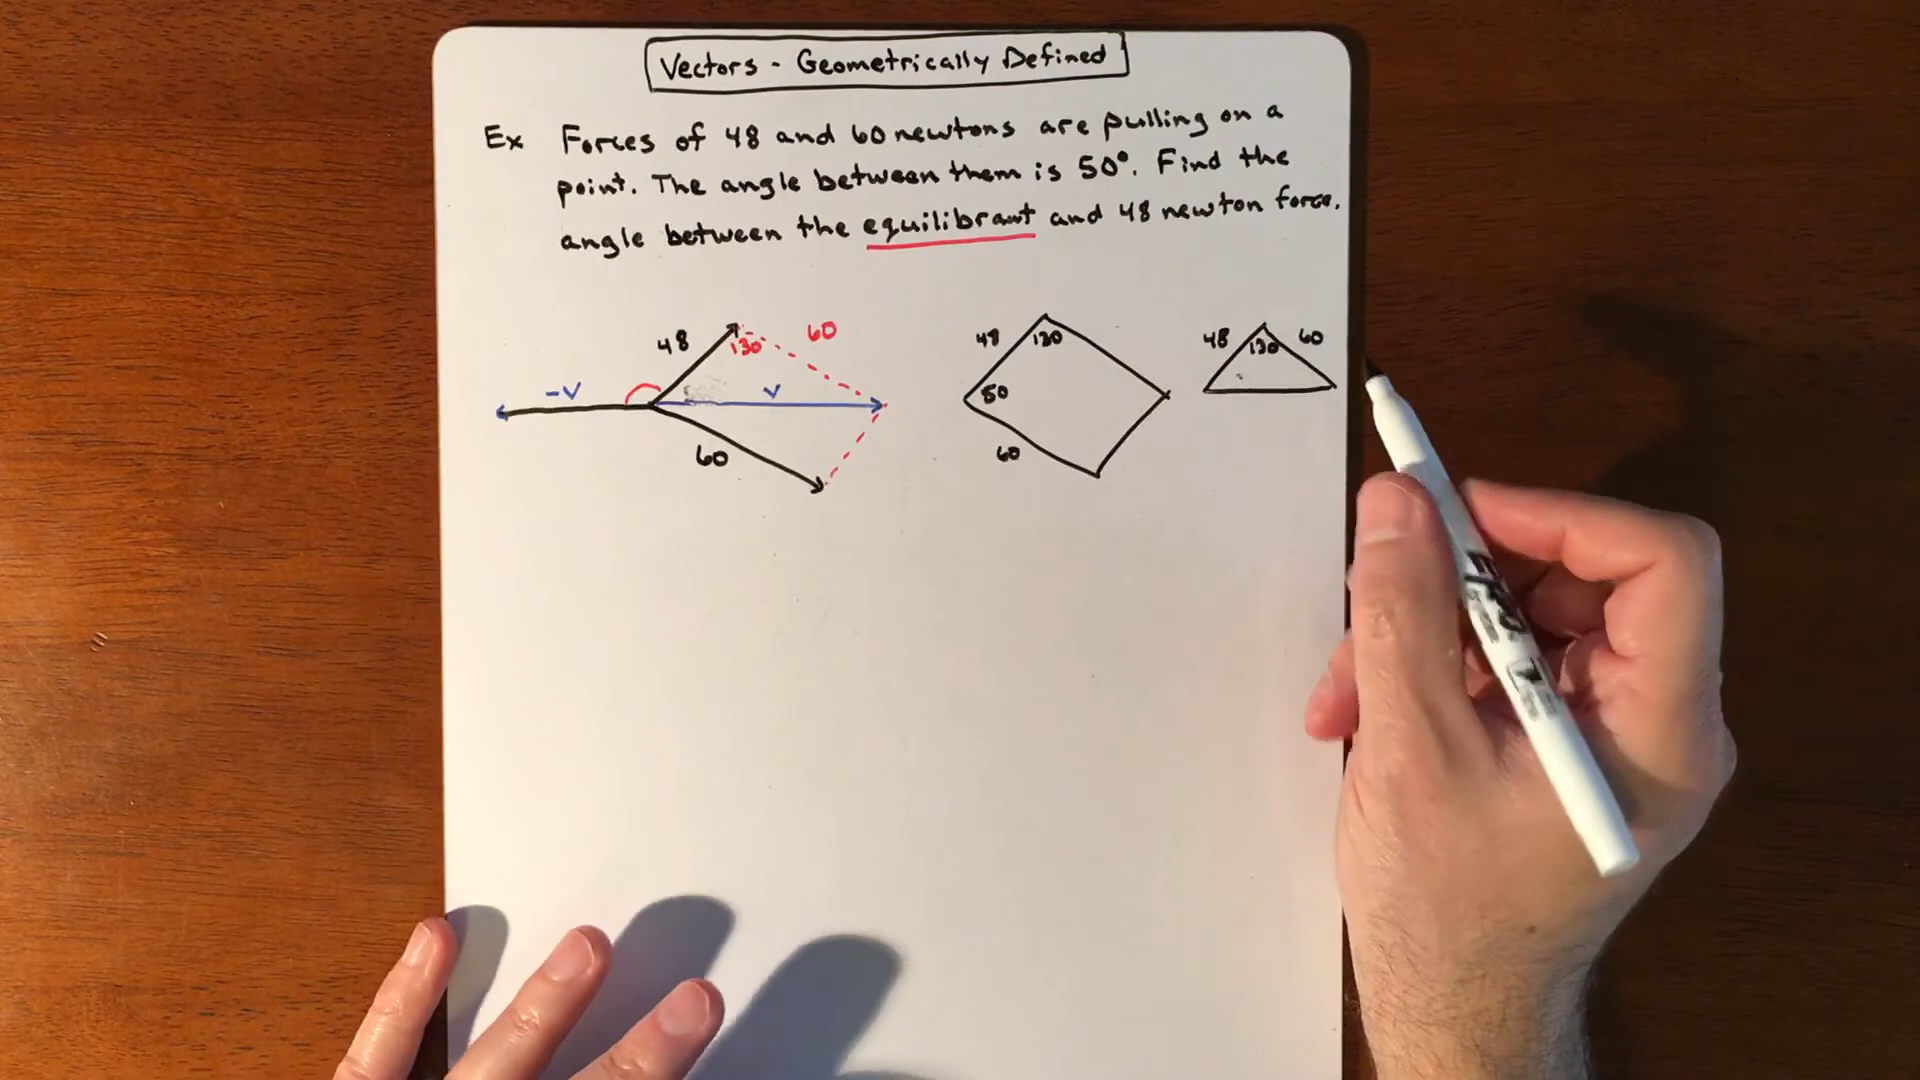 Vectors - Geometrically Defined
Ex Forces of 48 and 60 newtons are pulling on a
point. The angle between them is 50°. Find the
angle between the equilibrant and 48 newton force.
48 130 60
-V V
60
48 130
50
60
48 130 60